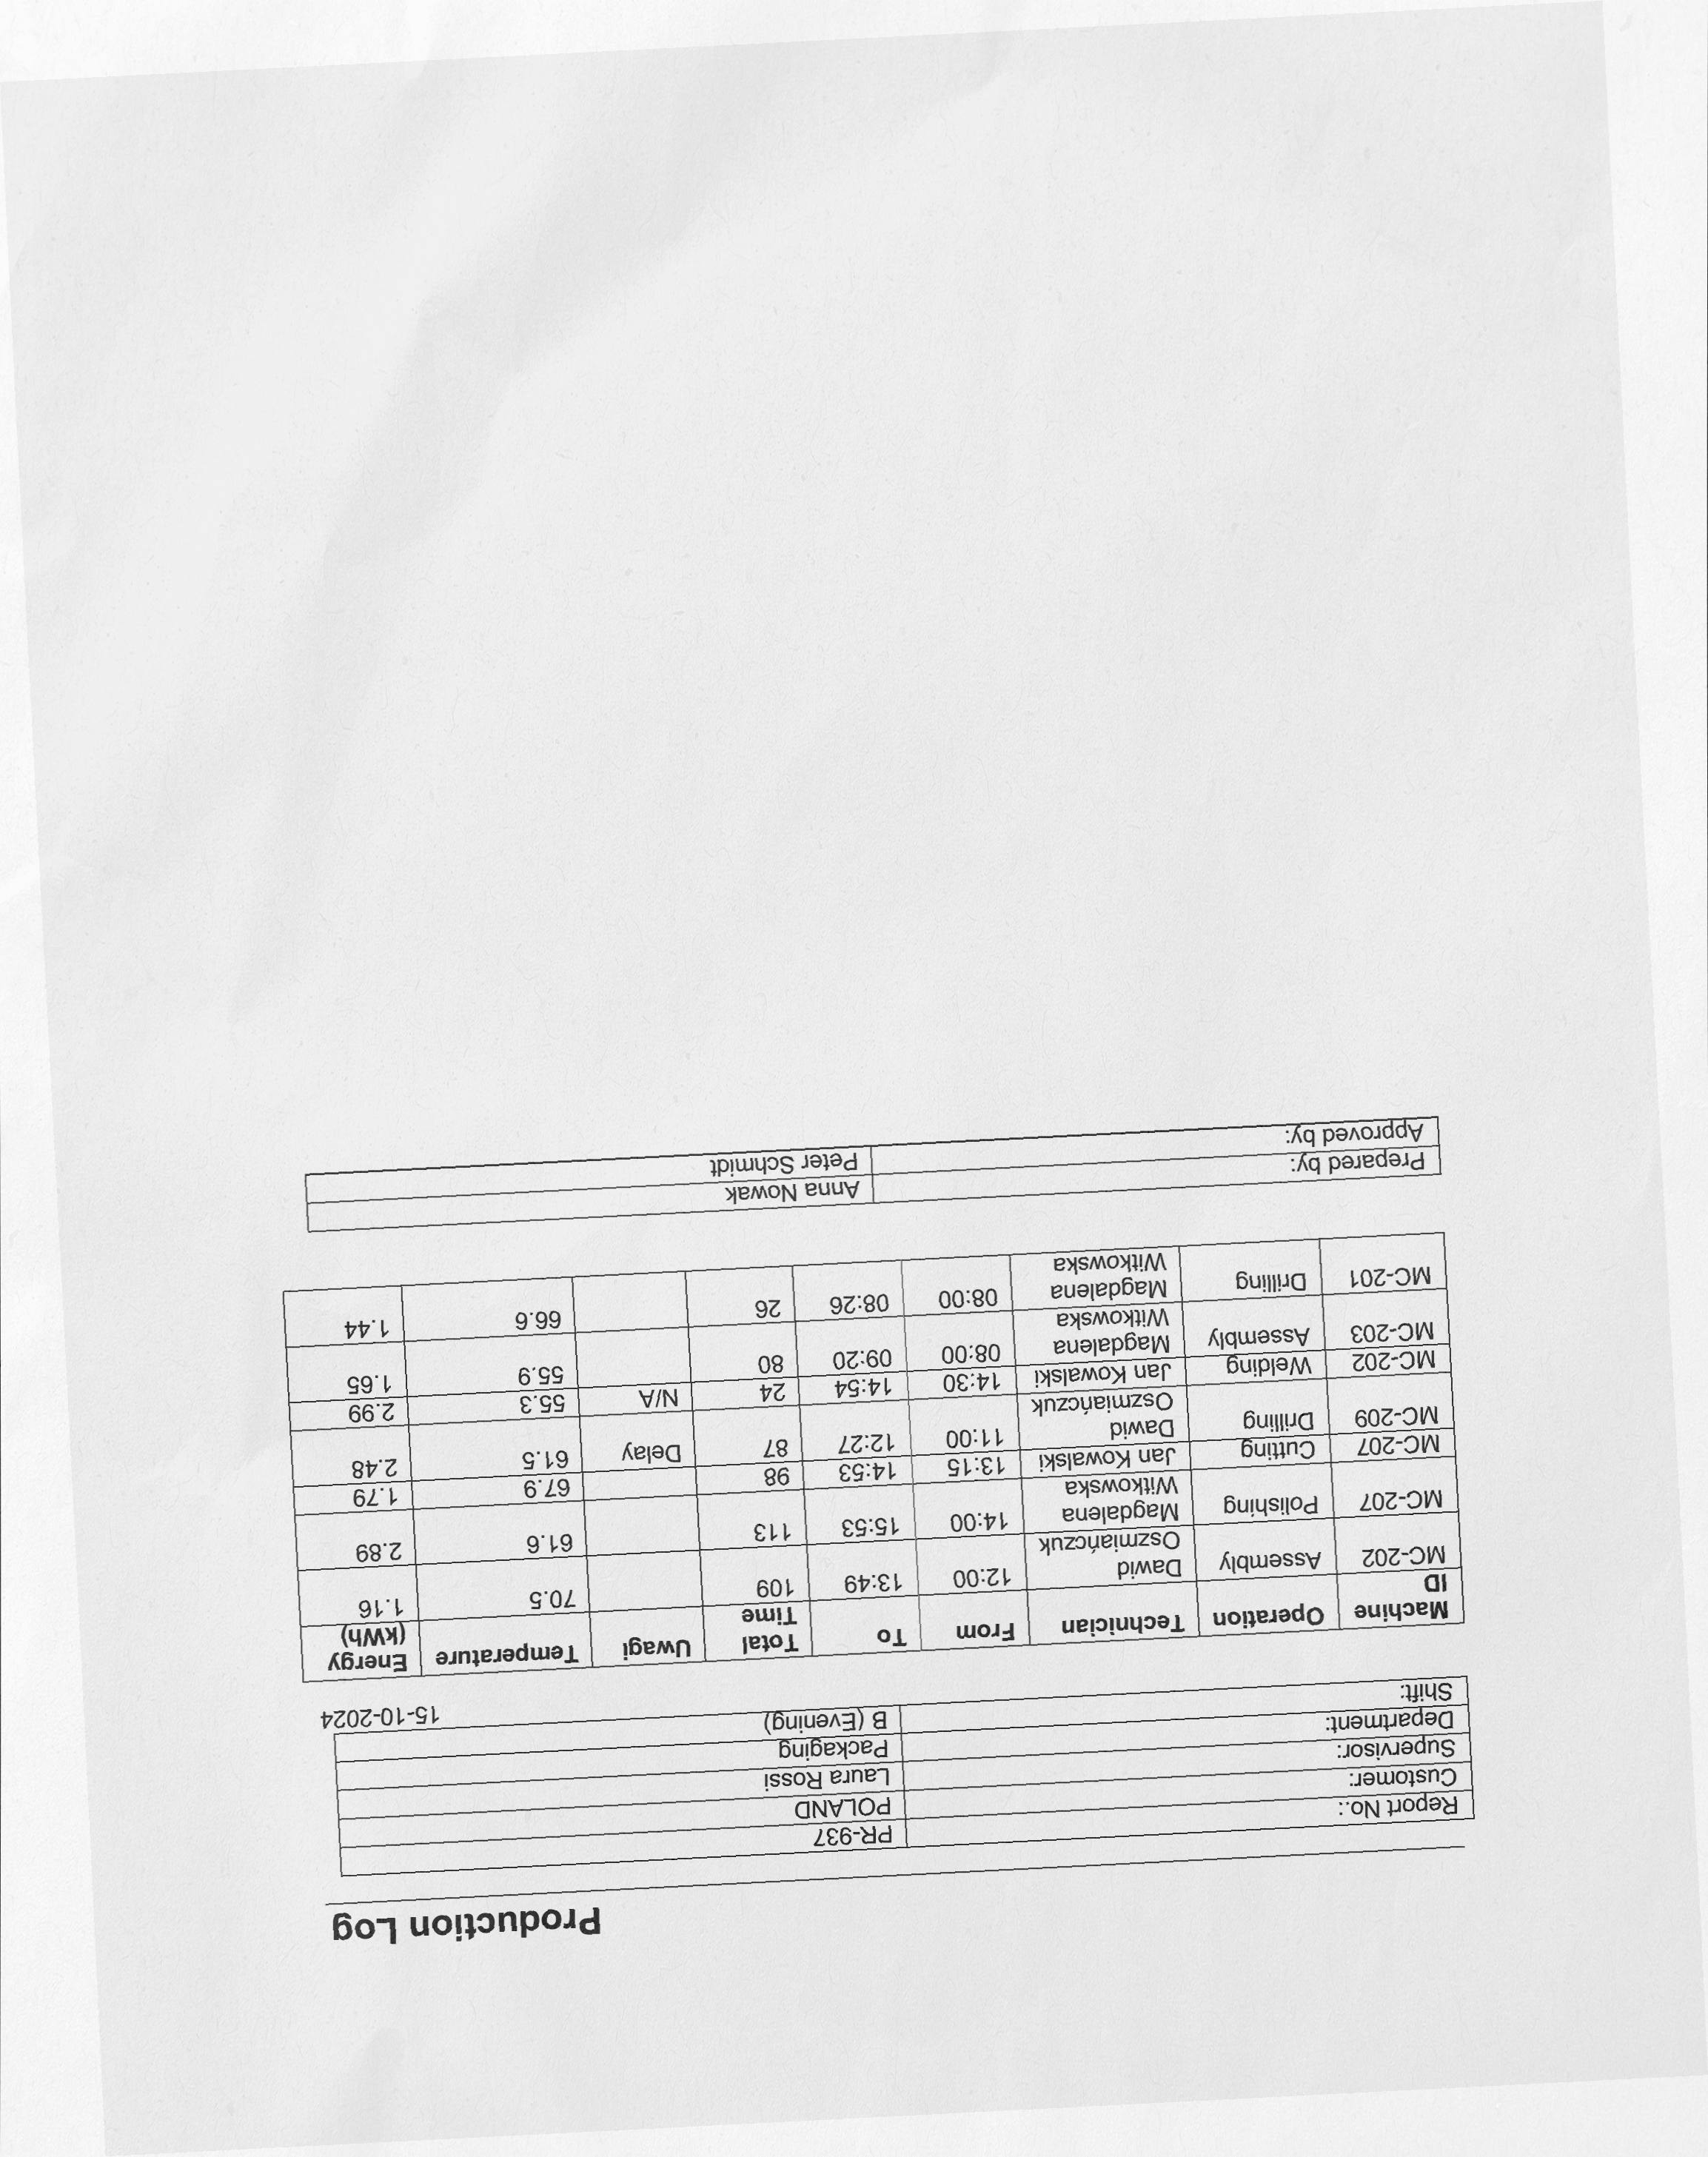 Production Log
Report No.: PR-937
Customer: POLAND
Supervisor: Laura Rossi
Department: Packaging
Shift: B (Evening)
15-10-2024
Machine ID Operation Technician From To Total Time Uwagi Temperature Energy (kWh)
MC-202 Assembly Dawid Oszmiańczuk 12:00 13:49 109 70.5 1.16
MC-207 Polishing Magdalena Witkowska 14:00 15:53 113 61.6 2.89
MC-207 Cutting Jan Kowalski 13:15 14:53 98 67.9 1.79
MC-209 Drilling Dawid Oszmiańczuk 11:00 12:27 87 Delay 61.5 2.48
MC-202 Welding Jan Kowalski 14:30 14:54 24 N/A 55.3 2.99
MC-203 Assembly Magdalena Witkowska 08:00 09:20 80 55.9 1.65
MC-201 Drilling Magdalena Witkowska 08:00 08:26 26 66.6 1.44
Prepared by: Anna Nowak
Approved by: Peter Schmidt